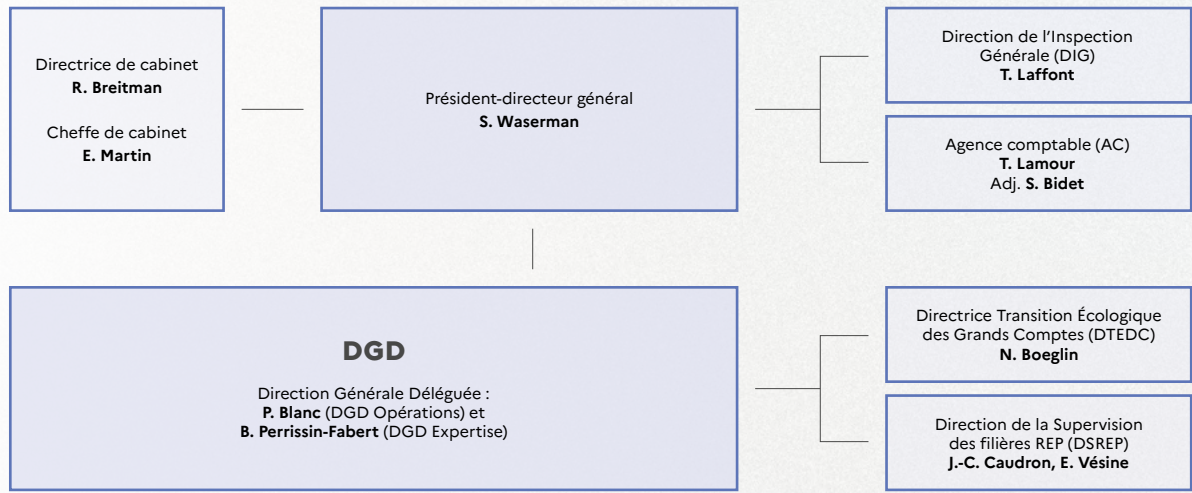 Directrice de cabinet
R. Breitman
Cheffe de cabinet
E. Martin
Président-directeur général
S. Waserman
Direction de l’Inspection
Générale (DIG)
T. Laffont
Agence comptable (AC)
T. Lamour
Adj. S. Bidet
DGD
Direction Générale Déléguée :
P. Blanc (DGD Opérations) et
B. Perrissin-Fabert (DGD Expertise)
Directrice Transition Écologique
des Grands Comptes (DTEDC)
N. Boeglin
Direction de la Supervision
des filières REP (DSREP)
J.-C. Caudron, E. Vésine